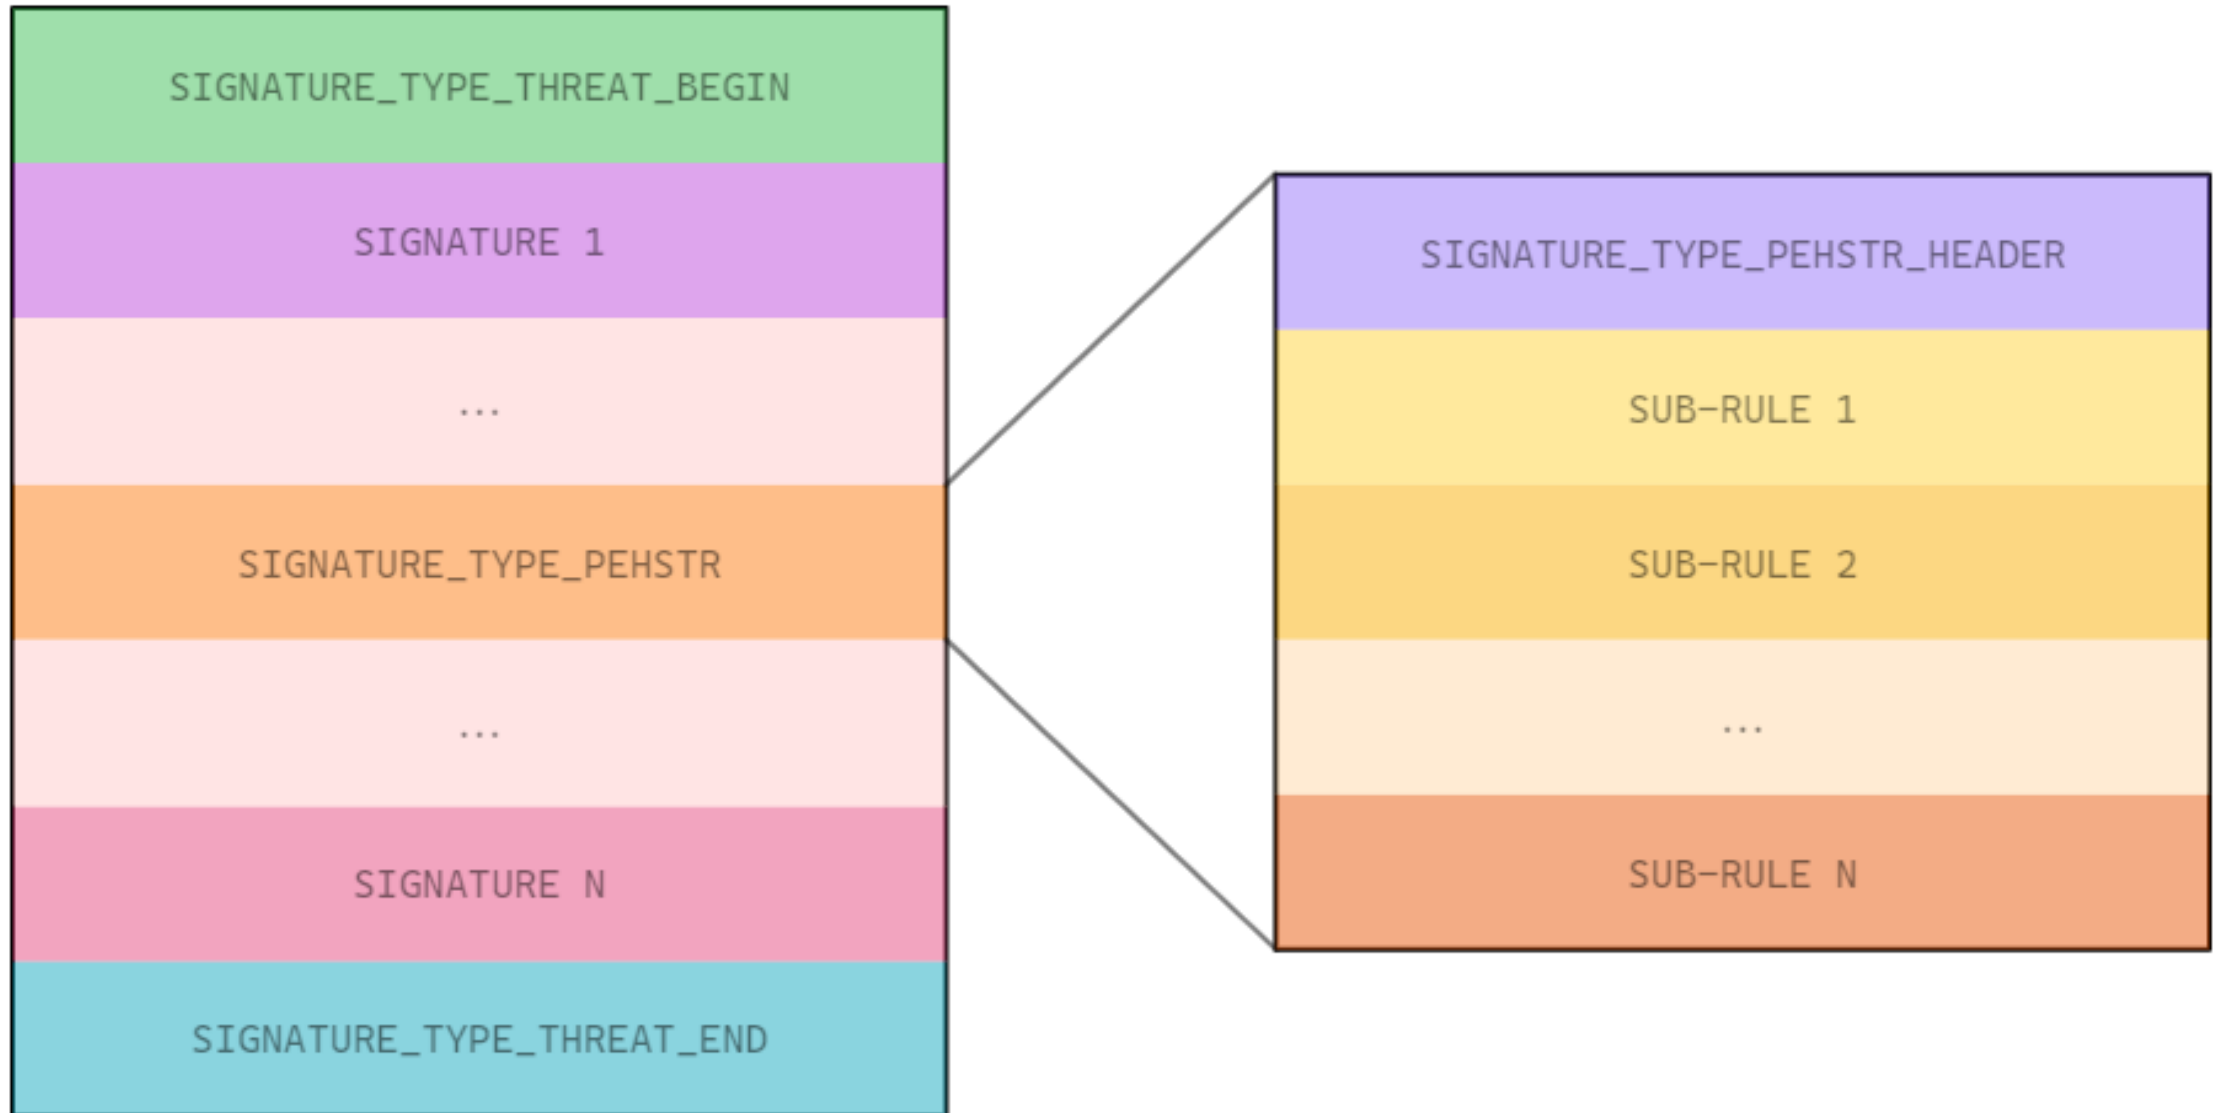 SIGNATURE_TYPE_THREAT_BEGIN
SIGNATURE 1
...
SIGNATURE_TYPE_PEHSTR
...
SIGNATURE N
SIGNATURE_TYPE_THREAT_END
SIGNATURE_TYPE_PEHSTR_HEADER
SUB-RULE 1
SUB-RULE 2
...
SUB-RULE N